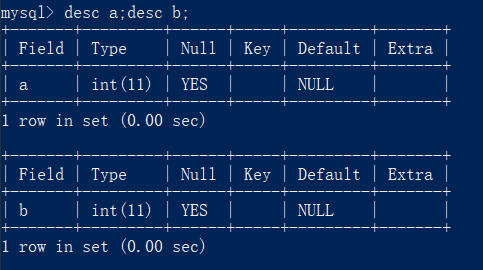 mysql> desc a;desc b;
+-------+---------+------+-----+---------+-------+
| Field | Type    | Null | Key | Default | Extra |
+-------+---------+------+-----+---------+-------+
| a     | int(11) | YES  |     | NULL    |       |
+-------+---------+------+-----+---------+-------+
1 row in set (0.00 sec)

+-------+---------+------+-----+---------+-------+
| Field | Type    | Null | Key | Default | Extra |
+-------+---------+------+-----+---------+-------+
| b     | int(11) | YES  |     | NULL    |       |
+-------+---------+------+-----+---------+-------+
1 row in set (0.00 sec)